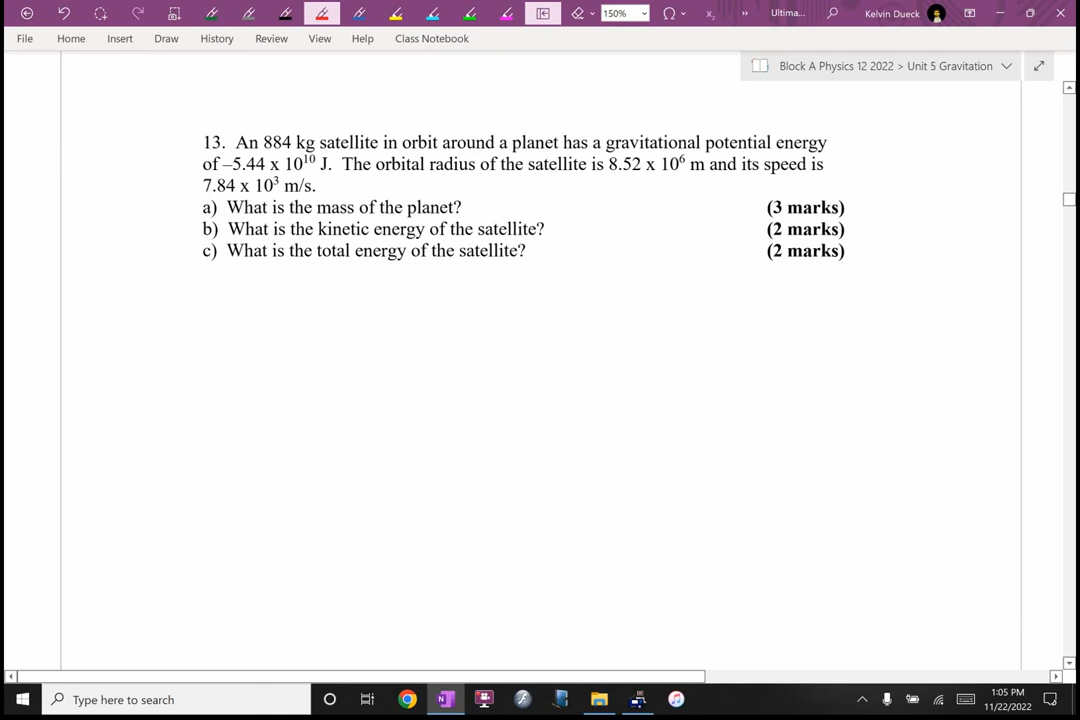 150%
Ultima...
Kelvin Dueck
File Home Insert Draw History Review View Help Class Notebook
Block A Physics 12 2022 > Unit 5 Gravitation
13. An 884 kg satellite in orbit around a planet has a gravitational potential energy
of –5.44 x 10¹⁰ J. The orbital radius of the satellite is 8.52 x 10⁶ m and its speed is
7.84 x 10³ m/s.
a) What is the mass of the planet? (3 marks)
b) What is the kinetic energy of the satellite? (2 marks)
c) What is the total energy of the satellite? (2 marks)
Type here to search
1:05 PM
11/22/2022